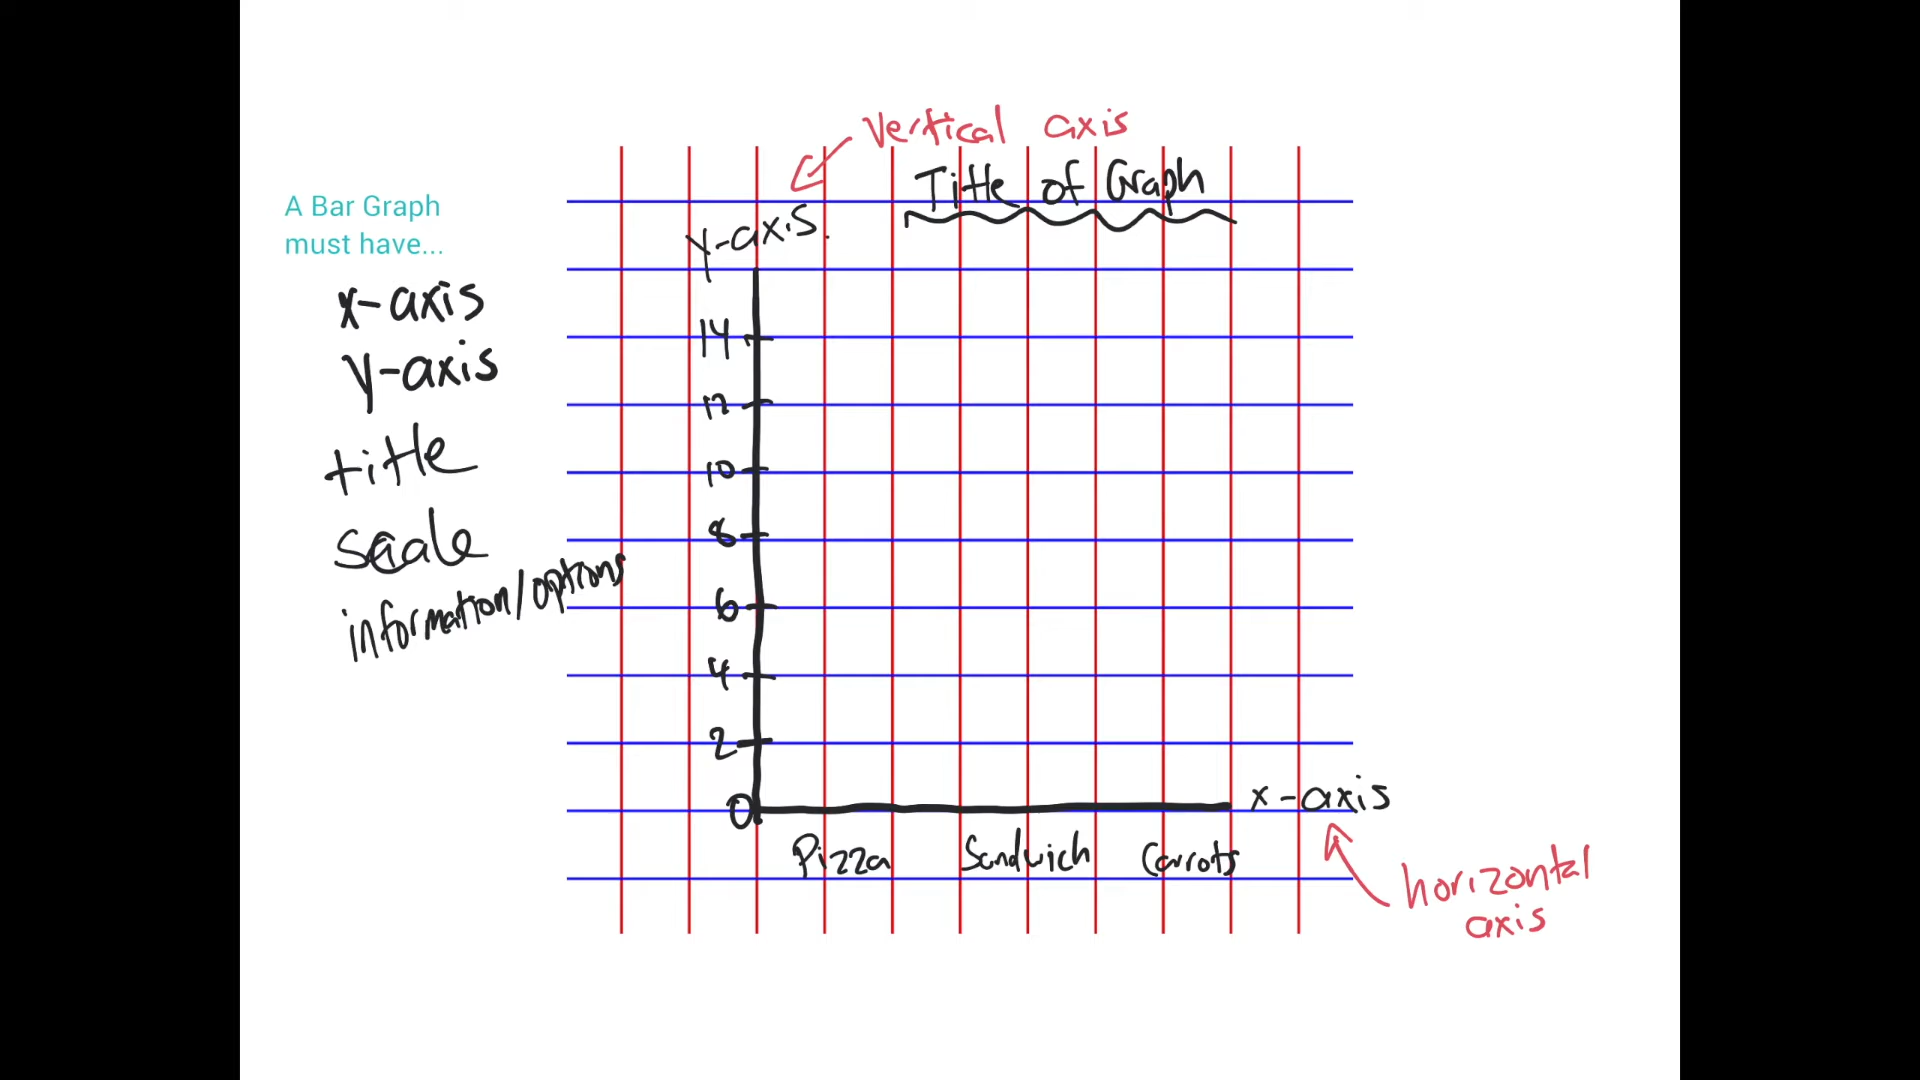 vertical axis
Title of Graph
A Bar Graph
must have...
y-axis.
x-axis
y-axis
title
scale
information/options
14
12
10
8
6
4
2
0
x-axis
Pizza Sandwich Carrots
horizontal
axis